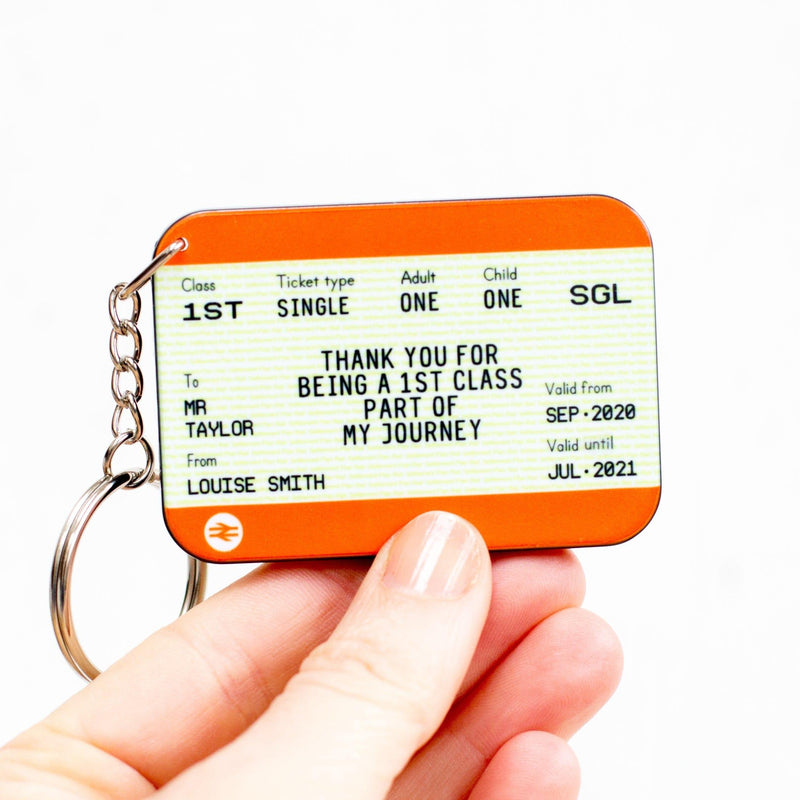 Class Ticket type Adult Child
1ST SINGLE ONE ONE SGL
THANK YOU FOR
BEING A 1ST CLASS
PART OF
MY JOURNEY
To
MR
TAYLOR
From
LOUISE SMITH
Valid from
SEP·2020
Valid until
JUL·2021